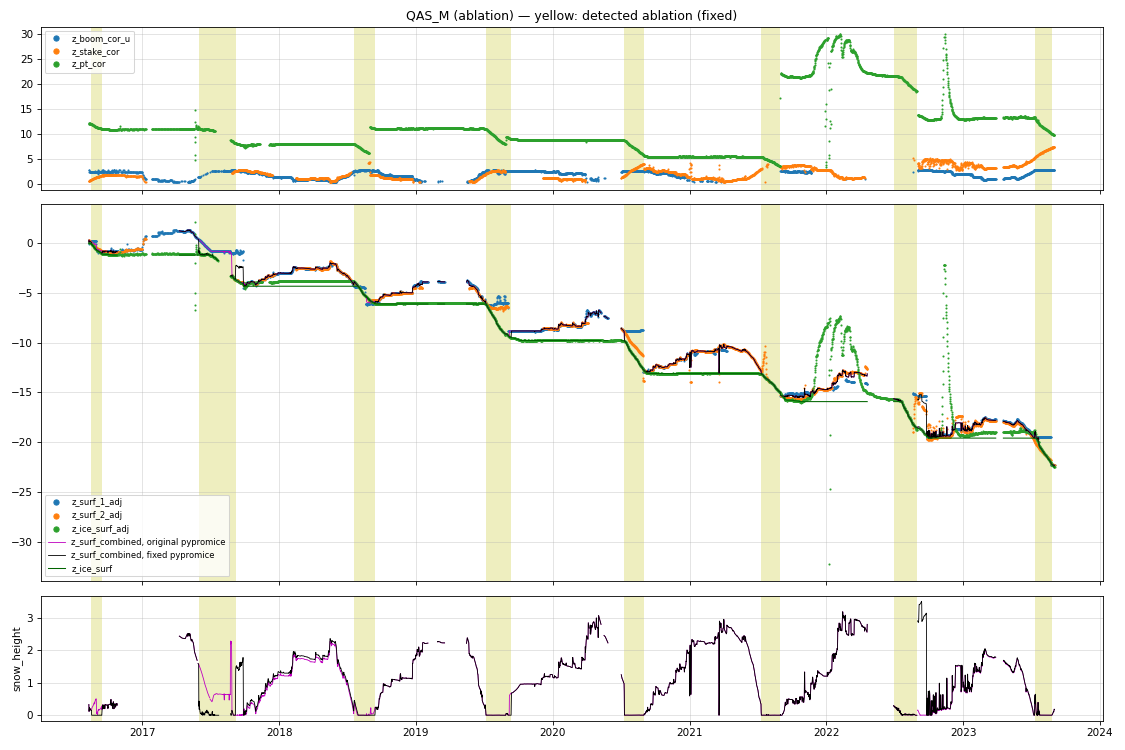 QAS_M (ablation) — yellow: detected ablation (fixed)
30
25
20
15
10
5
0
z_boom_cor_u
z_stake_cor
z_pt_cor
0
−5
−10
−15
−20
−25
−30
z_surf_1_adj
z_surf_2_adj
z_ice_surf_adj
z_surf_combined, original pypromice
z_surf_combined, fixed pypromice
z_ice_surf
snow_height
3
2
1
0
2017 2018 2019 2020 2021 2022 2023 2024